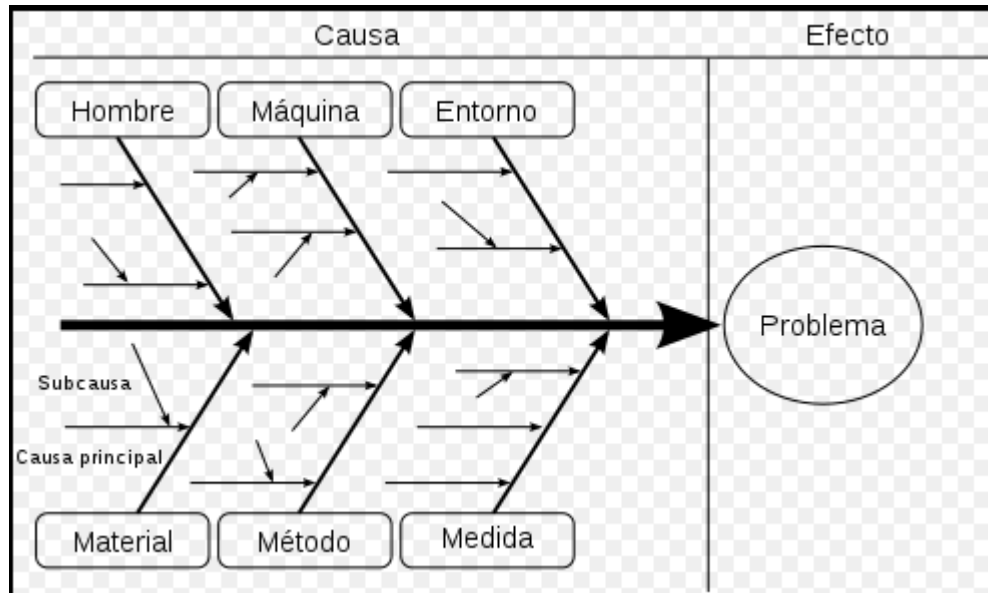 Causa
Efecto
Hombre
Máquina
Entorno
Problema
Subcausa
Causa principal
Material
Método
Medida